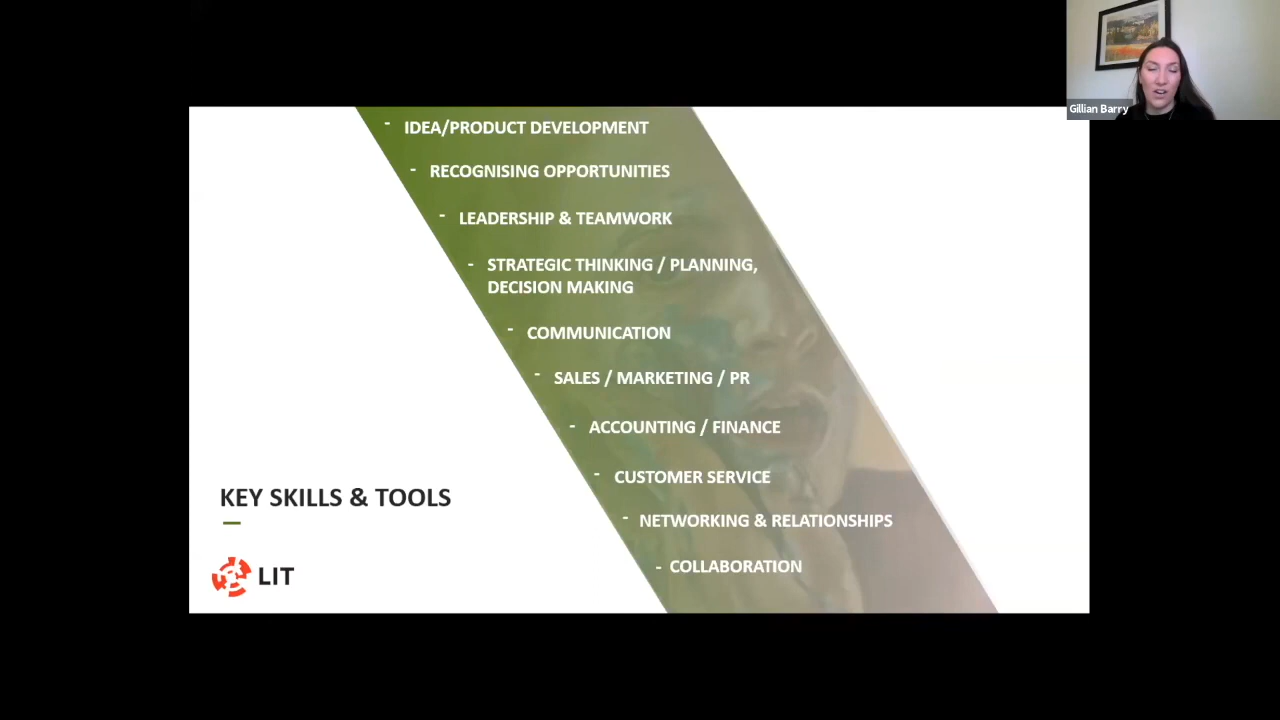 Gillian Barry
- IDEA/PRODUCT DEVELOPMENT
- RECOGNISING OPPORTUNITIES
- LEADERSHIP & TEAMWORK
- STRATEGIC THINKING / PLANNING,
DECISION MAKING
- COMMUNICATION
- SALES / MARKETING / PR
- ACCOUNTING / FINANCE
- CUSTOMER SERVICE
- NETWORKING & RELATIONSHIPS
- COLLABORATION
KEY SKILLS & TOOLS
LIT